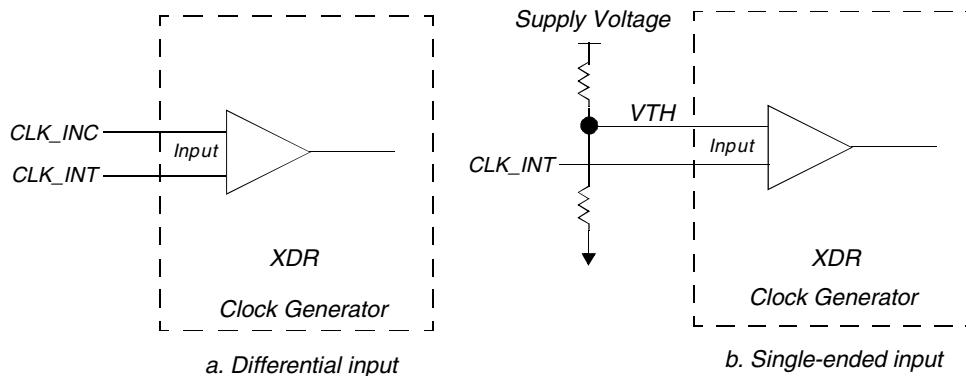 CLK_INC
CLK_INT
Input
XDR
Clock Generator
a. Differential input
Supply Voltage
VTH
CLK_INT
Input
XDR
Clock Generator
b. Single-ended input